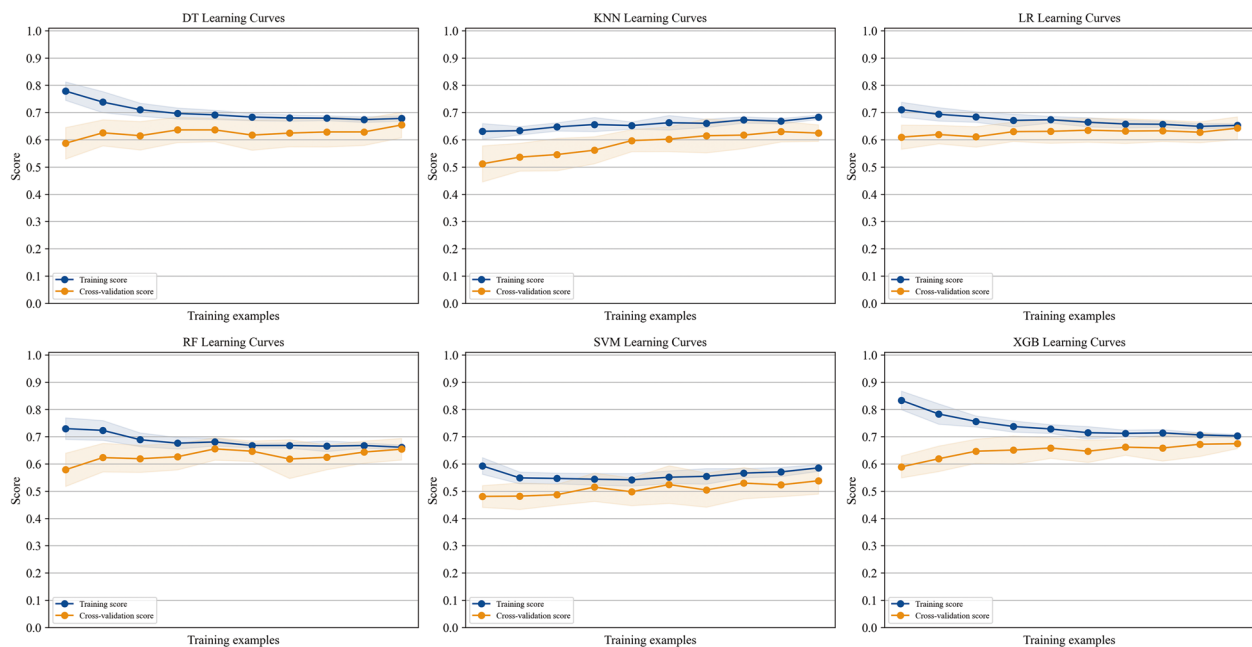 DT Learning Curves
1.0
0.9
0.8
0.7
0.6
0.5
0.4
0.3
0.2
0.1
0.0
Score
Training score
Cross-validation score
Training examples
KNN Learning Curves
1.0
0.9
0.8
0.7
0.6
0.5
0.4
0.3
0.2
0.1
0.0
Score
Training score
Cross-validation score
Training examples
LR Learning Curves
1.0
0.9
0.8
0.7
0.6
0.5
0.4
0.3
0.2
0.1
0.0
Score
Training score
Cross-validation score
Training examples
RF Learning Curves
1.0
0.9
0.8
0.7
0.6
0.5
0.4
0.3
0.2
0.1
0.0
Score
Training score
Cross-validation score
Training examples
SVM Learning Curves
1.0
0.9
0.8
0.7
0.6
0.5
0.4
0.3
0.2
0.1
0.0
Score
Training score
Cross-validation score
Training examples
XGB Learning Curves
1.0
0.9
0.8
0.7
0.6
0.5
0.4
0.3
0.2
0.1
0.0
Score
Training score
Cross-validation score
Training examples